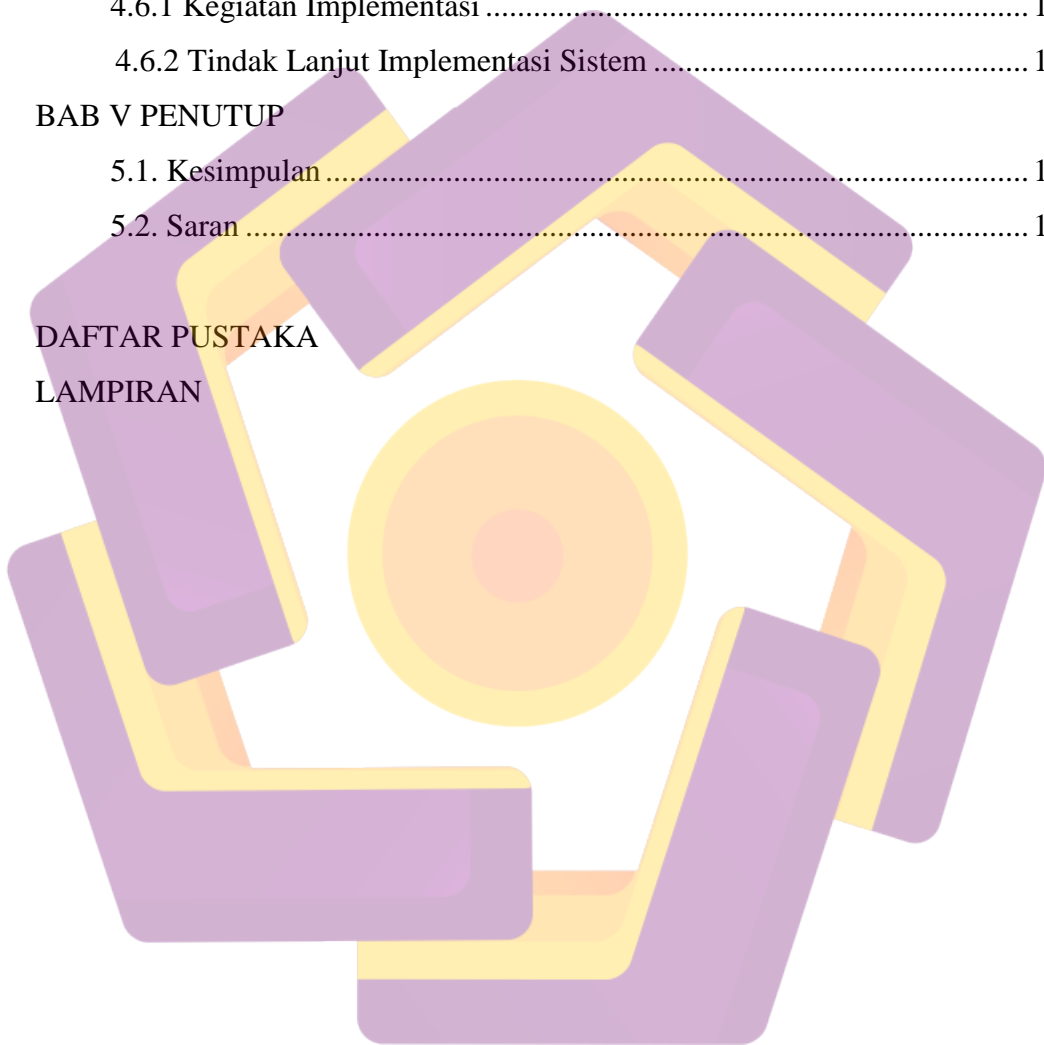 4.6.1 Kegiatan Implementasi .................................................................... 1
4.6.2 Tindak Lanjut Implementasi Sistem ............................................... 1
BAB V PENUTUP
5.1. Kesimpulan ........................................................................................ 1
5.2. Saran .................................................................................................. 1
DAFTAR PUSTAKA
LAMPIRAN